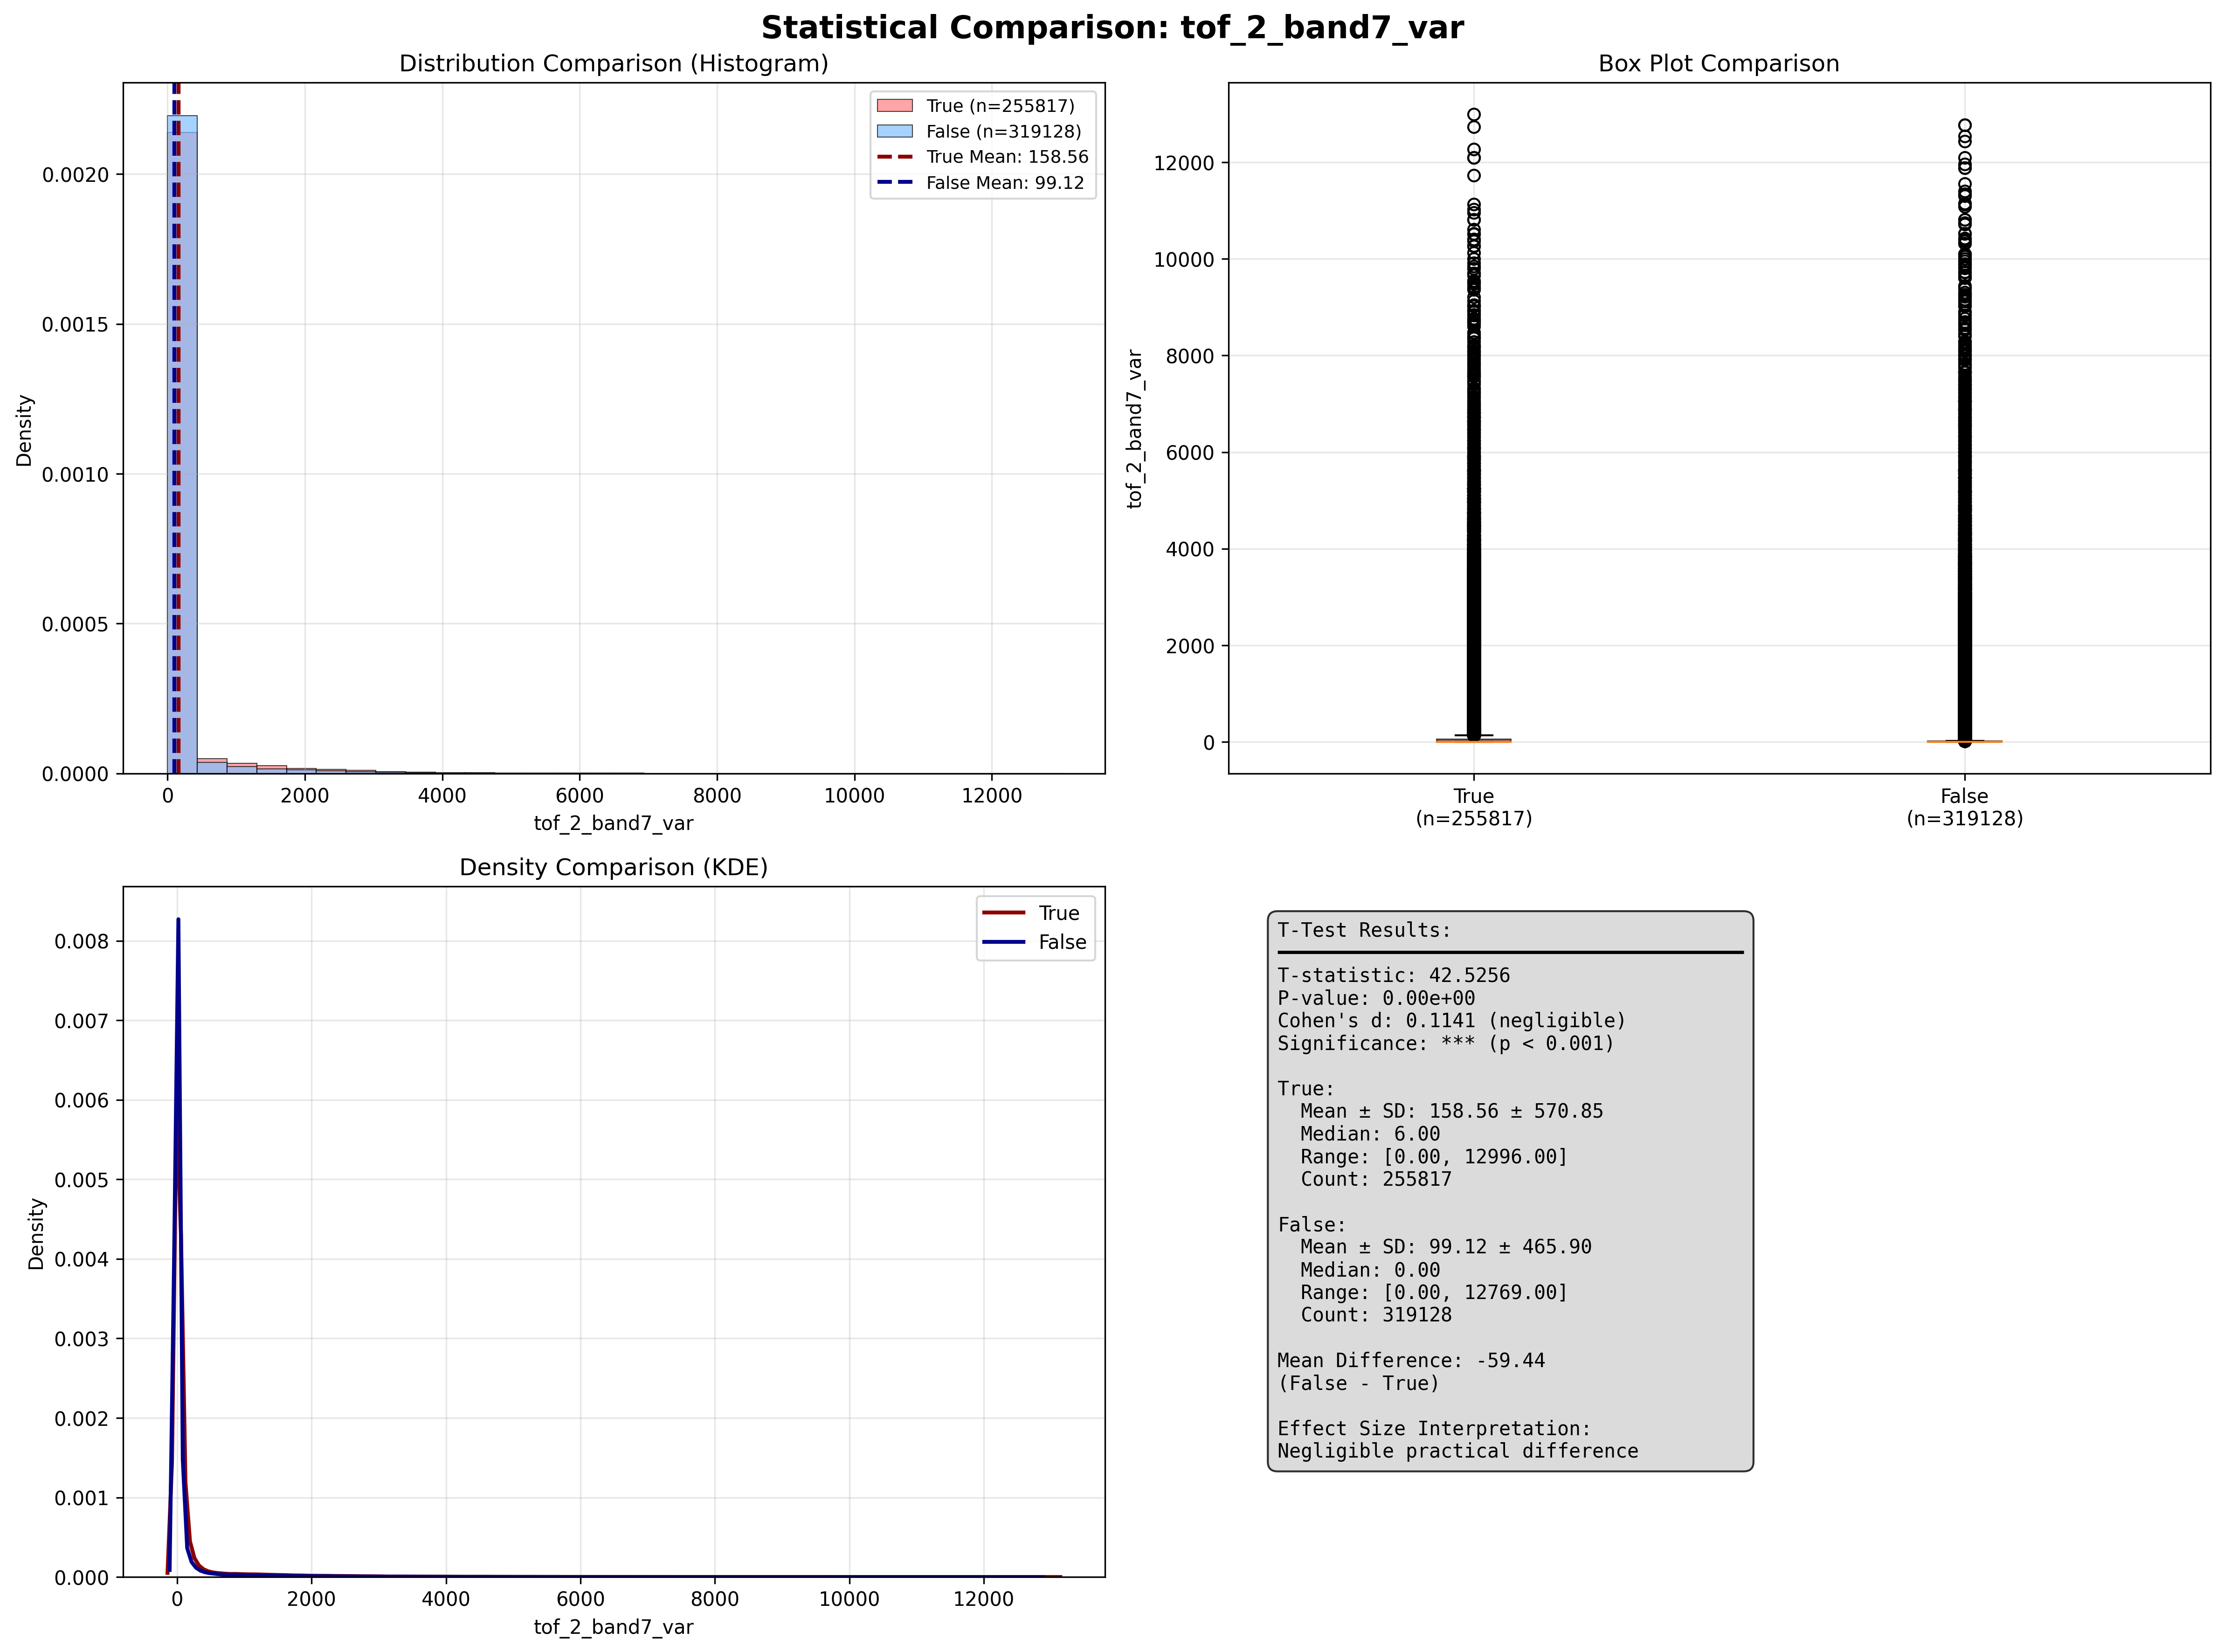 Statistical Comparison: tof_2_band7_var
Distribution Comparison (Histogram)
True (n=255817)
False (n=319128)
True Mean: 158.56
False Mean: 99.12
Density
0.0020
0.0015
0.0010
0.0005
0.0000
0 2000 4000 6000 8000 10000 12000
tof_2_band7_var
Box Plot Comparison
tof_2_band7_var
12000
10000
8000
6000
4000
2000
0
True
(n=255817)
False
(n=319128)
Density Comparison (KDE)
True
False
Density
0.008
0.007
0.006
0.005
0.004
0.003
0.002
0.001
0.000
0 2000 4000 6000 8000 10000 12000
tof_2_band7_var
T-Test Results:
T-statistic: 42.5256
P-value: 0.00e+00
Cohen's d: 0.1141 (negligible)
Significance: *** (p < 0.001)
True:
Mean ± SD: 158.56 ± 570.85
Median: 6.00
Range: [0.00, 12996.00]
Count: 255817
False:
Mean ± SD: 99.12 ± 465.90
Median: 0.00
Range: [0.00, 12769.00]
Count: 319128
Mean Difference: -59.44
(False - True)
Effect Size Interpretation:
Negligible practical difference